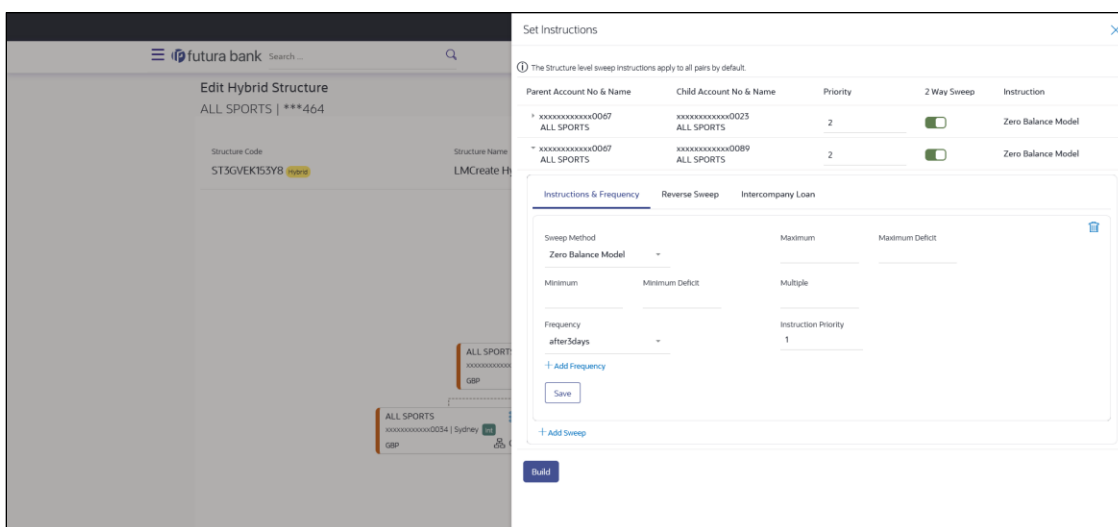 Set Instructions
futura bank Search ...
The Structure level sweep Instructions apply to all pairs by default.
Edit Hybrid Structure
ALL SPORTS | ***464
Parent Account No & Name Child Account No & Name Priority 2 Way Sweep Instruction
xxxxxxxxxxxx0067 xxxxxxxxxxxx0023 2 Zero Balance Model
ALL SPORTS ALL SPORTS
xxxxxxxxxxxx0067 xxxxxxxxxxxx0089 2 Zero Balance Model
ALL SPORTS ALL SPORTS
Structure Code Structure Name
ST3GVEK153Y8 Hybrid LMCreate Hy
Instructions & Frequency Reverse Sweep Intercompany Loan
Sweep Method Maximum Maximum Deficit
Zero Balance Model
Minimum Minimum Deficit Multiple
Frequency Instruction Priority
after3days 1
+ Add Frequency
Save
+ Add Sweep
Build
ALL SPORT
GBP
ALL SPORTS
xxxxxxxxxxxx0034 | Sydney Int
GBP